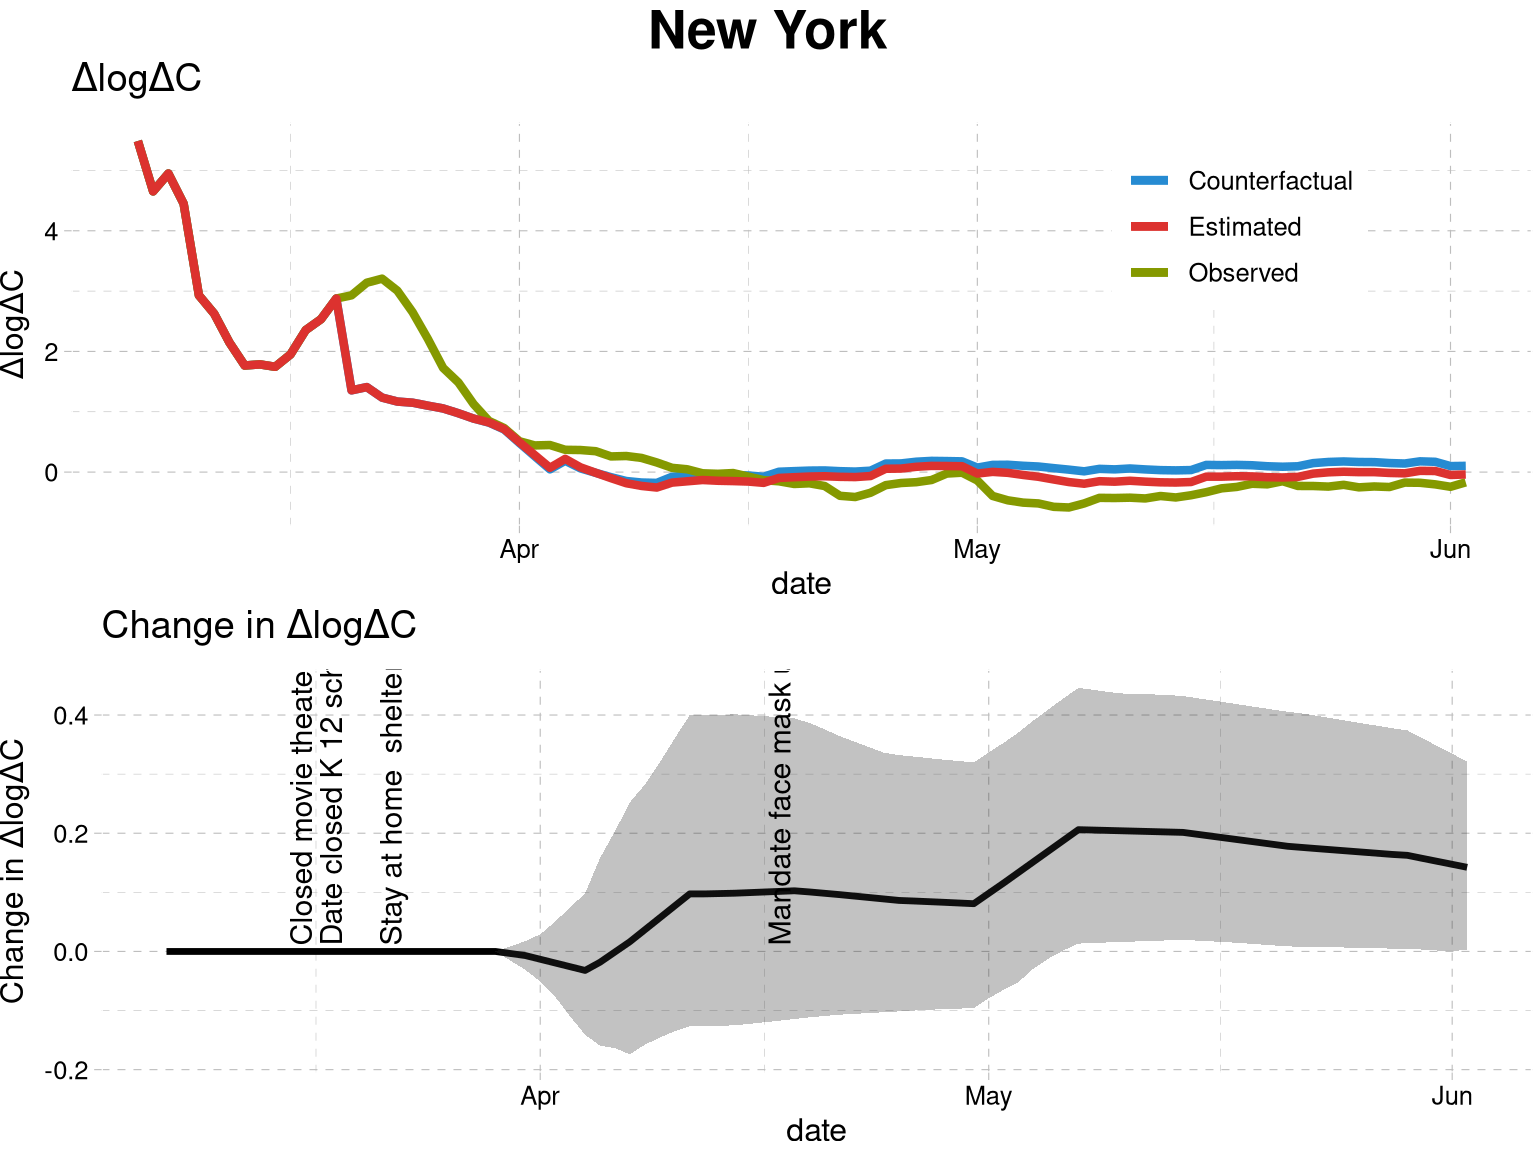 New York
ΔlogΔC
4
2
0
ΔlogΔC
Counterfactual
Estimated
Observed
Apr
May
Jun
date
Change in ΔlogΔC
0.4
0.2
0.0
-0.2
Change in ΔlogΔC
Closed movie theate
Date closed K 12
Stay at home shelte
Mandate face mask
Apr
May
Jun
date